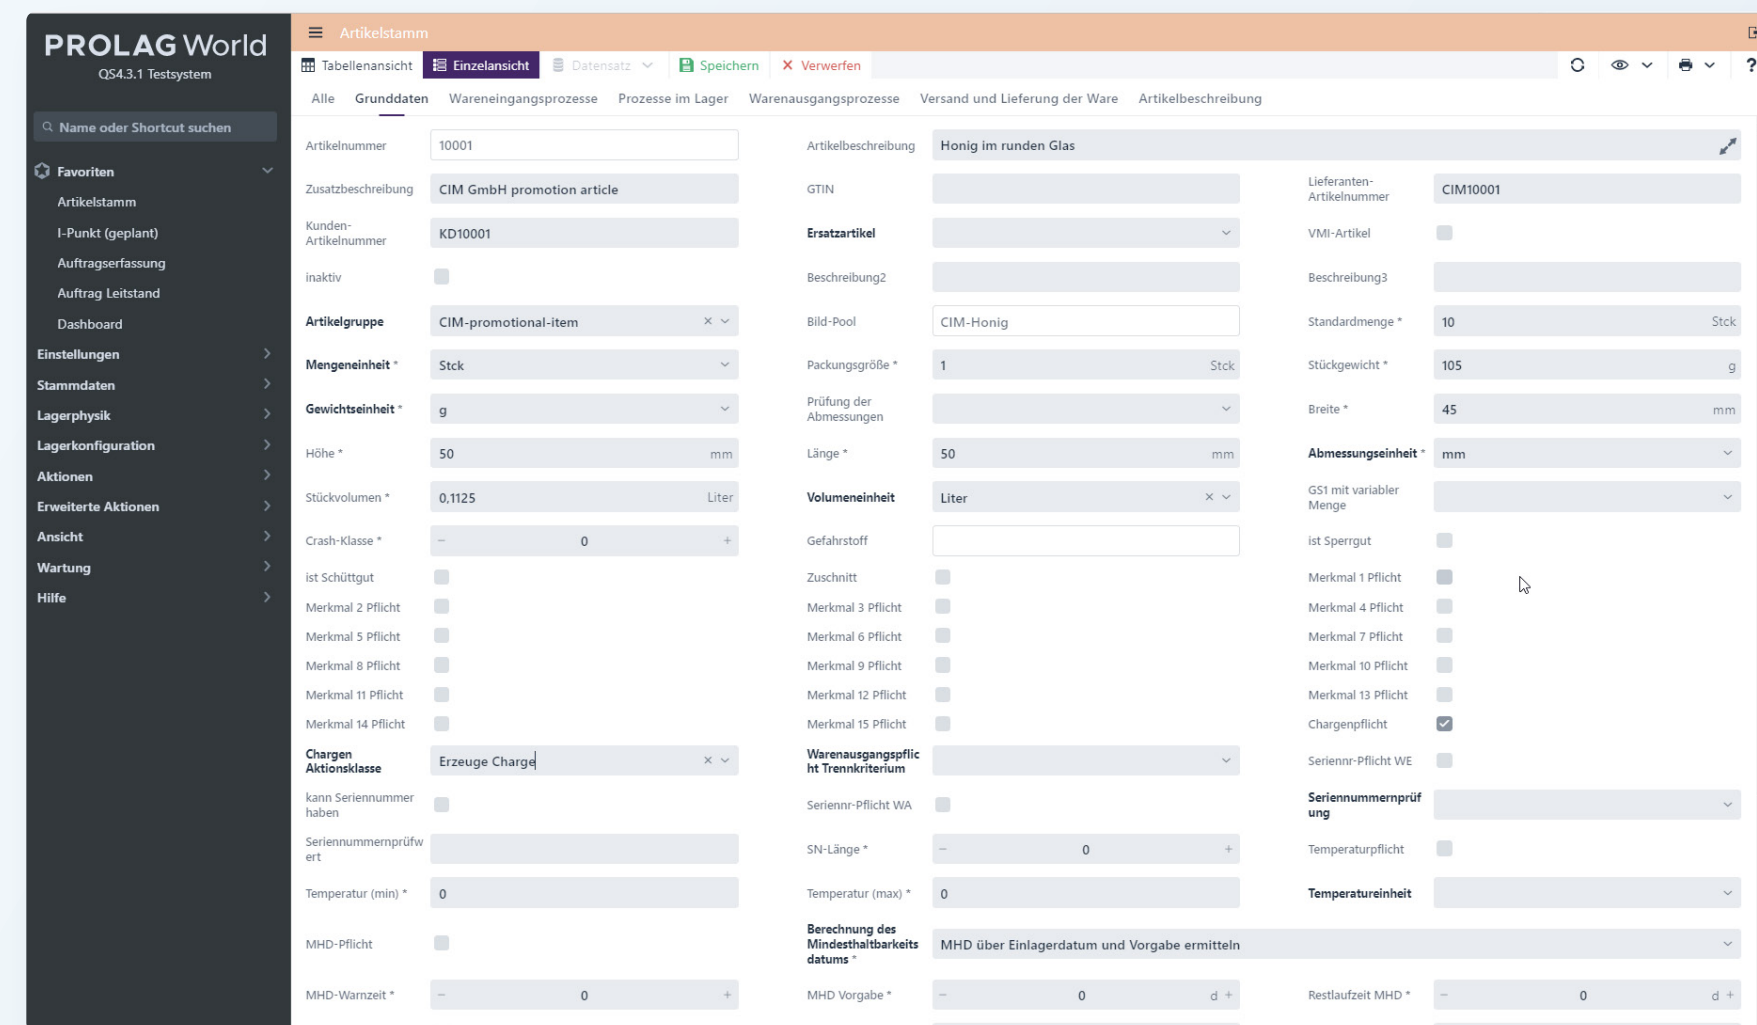 PROLAG World
QS4.3.1 Testsystem
Name oder Shortcut suchen
Favoriten
Artikelstamm
I-Punkt (geplant)
Auftragserfassung
Auftrag Leitstand
Dashboard
Einstellungen
Stammdaten
Lagerphysik
Lagerkonfiguration
Aktionen
Erweiterte Aktionen
Ansicht
Wartung
Hilfe
Artikelstamm
Tabellenansicht Einzelansicht Datensatz Speichern Verwerfen ?
Alle Grunddaten Wareneingangsprozesse Prozesse im Lager Warenausgangsprozesse Versand und Lieferung der Ware Artikelbeschreibung
Artikelnummer 10001 Artikelbeschreibung Honig im runden Glas
Zusatzbeschreibung CIM GmbH promotion article GTIN Lieferanten-
Artikelnummer CIM10001
Kunden-
Artikelnummer KD10001 Ersatzartikel VMI-Artikel
inaktiv Beschreibung2 Beschreibung3
Artikelgruppe CIM-promotional-item Bild-Pool CIM-Honig Standardmenge * 10 Stck
Mengeneinheit * Stck Packungsgröße * 1 Stck Stückgewicht * 105 g
Gewichtseinheit * g Prüfung der
Abmessungen Breite * 45 mm
Höhe * 50 mm Länge * 50 mm Abmessungseinheit * mm
Stückvolumen * 0,1125 Liter Volumeneinheit Liter GS1 mit variabler
Menge
Crash-Klasse * − 0 + Gefahrstoff ist Sperrgut
ist Schüttgut Zuschnitt Merkmal 1 Pflicht
Merkmal 2 Pflicht Merkmal 3 Pflicht Merkmal 4 Pflicht
Merkmal 5 Pflicht Merkmal 6 Pflicht Merkmal 7 Pflicht
Merkmal 8 Pflicht Merkmal 9 Pflicht Merkmal 10 Pflicht
Merkmal 11 Pflicht Merkmal 12 Pflicht Merkmal 13 Pflicht
Merkmal 14 Pflicht Merkmal 15 Pflicht Chargenpflicht
Chargen
Aktionsklasse Erzeuge Charge Warenausgangspflic
ht Trennkriterium Seriennr-Pflicht WE
kann Seriennummer
haben Seriennr-Pflicht WA Seriennummernprüf
ung
Seriennummernprüfw
ert SN-Länge * − 0 + Temperaturpflicht
Temperatur (min) * 0 Temperatur (max) * 0 Temperatureinheit
MHD-Pflicht Berechnung des
Mindesthaltbarkeits
datums * MHD über Einlagerdatum und Vorgabe ermitteln
MHD-Warnzeit * − 0 + MHD Vorgabe * − 0 d + Restlaufzeit MHD * − 0 d +